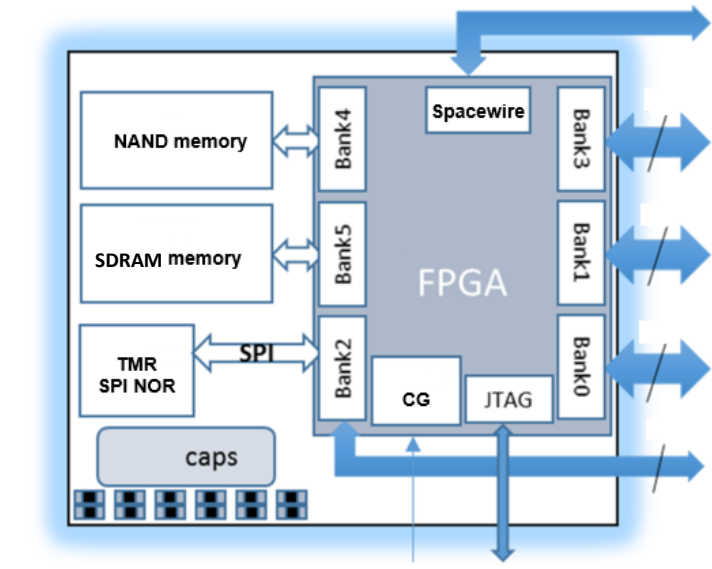 Spacewire
NAND memory
Bank4
Bank3
SDRAM memory
Bank5
Bank1
FPGA
TMR
SPI NOR
SPI
Bank2
CG
JTAG
Bank0
caps